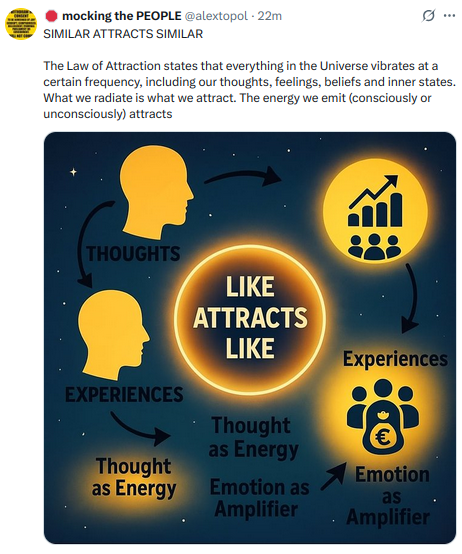 mocking the PEOPLE @alextopol · 22m
SIMILAR ATTRACTS SIMILAR
The Law of Attraction states that everything in the Universe vibrates at a
certain frequency, including our thoughts, feelings, beliefs and inner states.
What we radiate is what we attract. The energy we emit (consciously or
unconsciously) attracts
THOUGHTS
LIKE
ATTRACTS
LIKE
Experiences
EXPERIENCES
€
Thought
as Energy
Thought
as Energy
Emotion as
Amplifier
Emotion
as
Amplifier